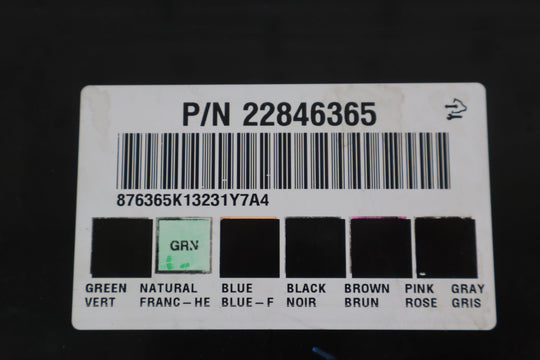 P/N 22846365
876365K13231Y7A4
GRN
GREEN NATURAL BLUE BLACK BROWN PINK GRAY
VERT FRANC-HE BLUE-F NOIR BRUN ROSE GRIS